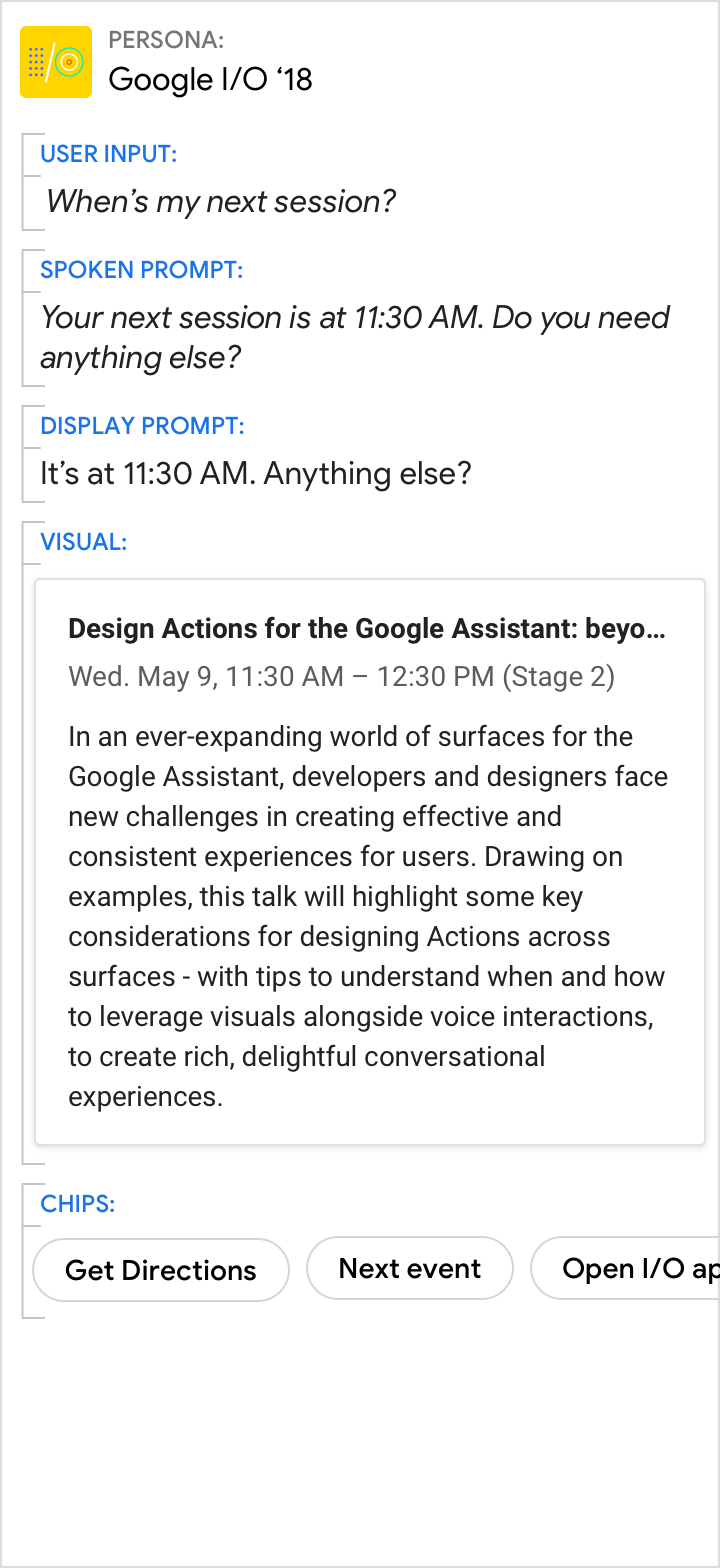 PERSONA:
Google I/O ‘18
USER INPUT:
When’s my next session?
SPOKEN PROMPT:
Your next session is at 11:30 AM. Do you need
anything else?
DISPLAY PROMPT:
It’s at 11:30 AM. Anything else?
VISUAL:
Design Actions for the Google Assistant: beyo...
Wed. May 9, 11:30 AM – 12:30 PM (Stage 2)
In an ever-expanding world of surfaces for the
Google Assistant, developers and designers face
new challenges in creating effective and
consistent experiences for users. Drawing on
examples, this talk will highlight some key
considerations for designing Actions across
surfaces - with tips to understand when and how
to leverage visuals alongside voice interactions,
to create rich, delightful conversational
experiences.
CHIPS:
Get Directions Next event Open I/O ap